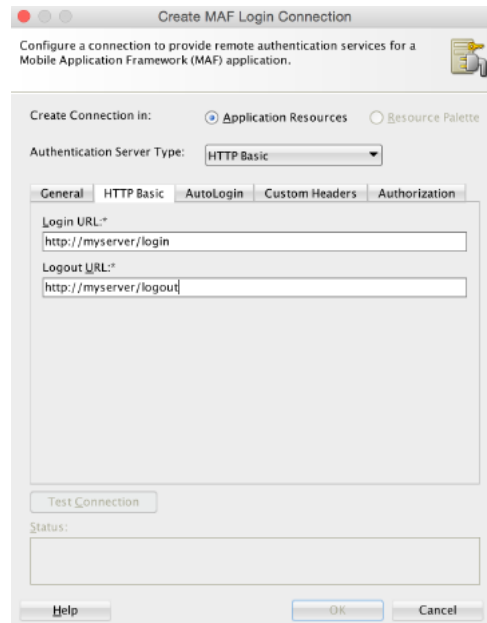 Create MAF Login Connection
Configure a connection to provide remote authentication services for a
Mobile Application Framework (MAF) application.
Create Connection in: Application Resources Resource Palette
Authentication Server Type: HTTP Basic
General HTTP Basic AutoLogin Custom Headers Authorization
Login URL:*
http://myserver/login
Logout URL:*
http://myserver/logout
Test Connection
Status:
Help OK Cancel